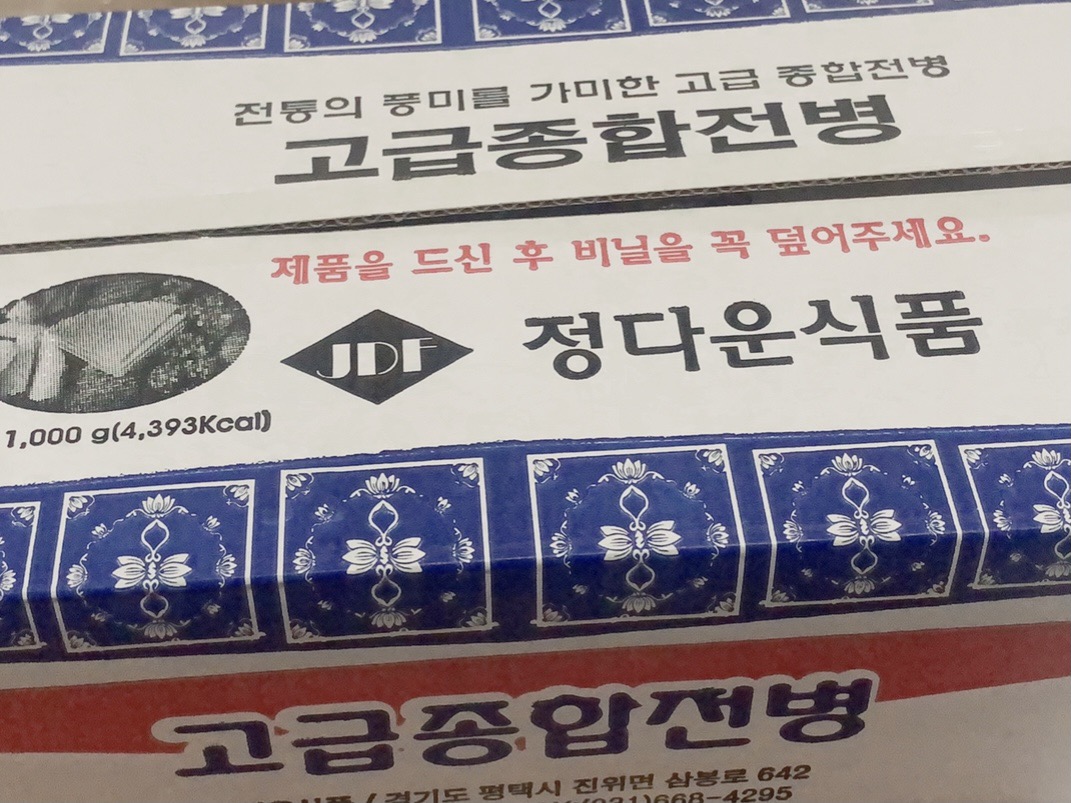 전통의 풍미를 가미한 고급 종합전병
고급종합전병
제품을 드신 후 비닐을 꼭 덮어주세요.
JDF 정다운식품
1,000 g(4,393Kcal)
고급종합전병
/ 경기도 평택시 진위면 삼봉로 642
(031)668-4295